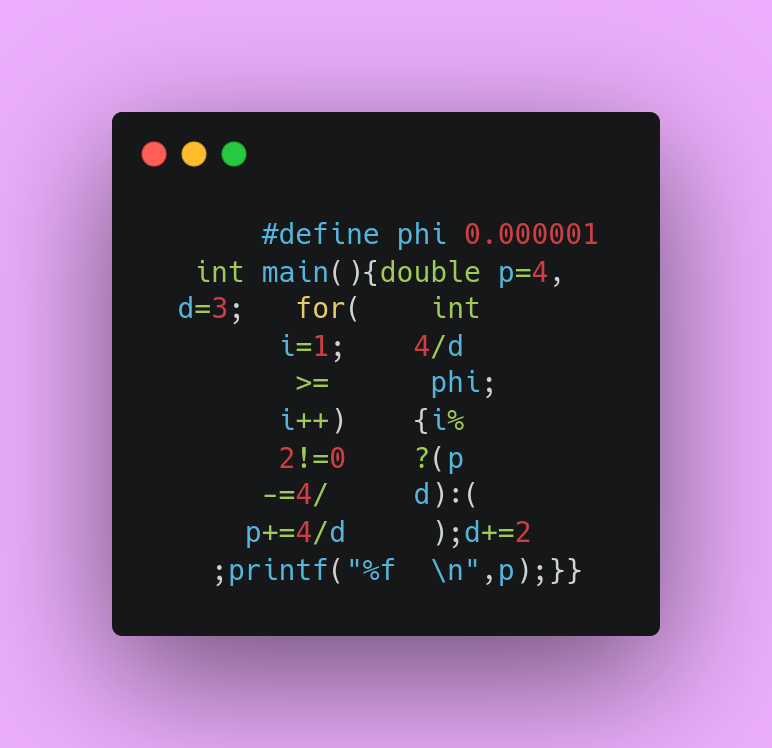 #define phi 0.000001
int main(){double p=4,
d=3;   for(    int
i=1;    4/d
>=      phi;
i++)    {i%
2!=0    ?(p
-=4/     d):(
p+=4/d     );d+=2
;printf("%f  \n",p);}}